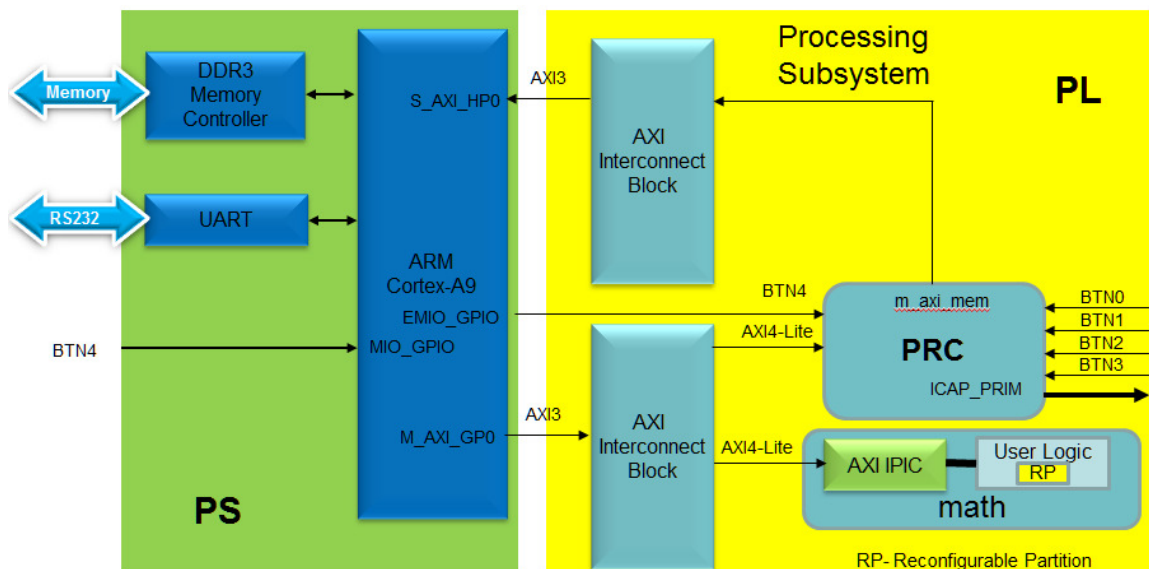 Memory
DDR3
Memory
Controller
RS232
UART
BTN4
PS
S_AXI_HP0
ARM
Cortex-A9
EMIO_GPIO
MIO_GPIO
M_AXI_GP0
AXI3
AXI
Interconnect
Block
Processing
Subsystem
PL
BTN4
AXI4-Lite
m_axi_mem
PRC
ICAP_PRIM
BTN0
BTN1
BTN2
BTN3
AXI3
AXI
Interconnect
Block
AXI4-Lite
AXI IPIC
User Logic
RP
math
RP- Reconfigurable Partition